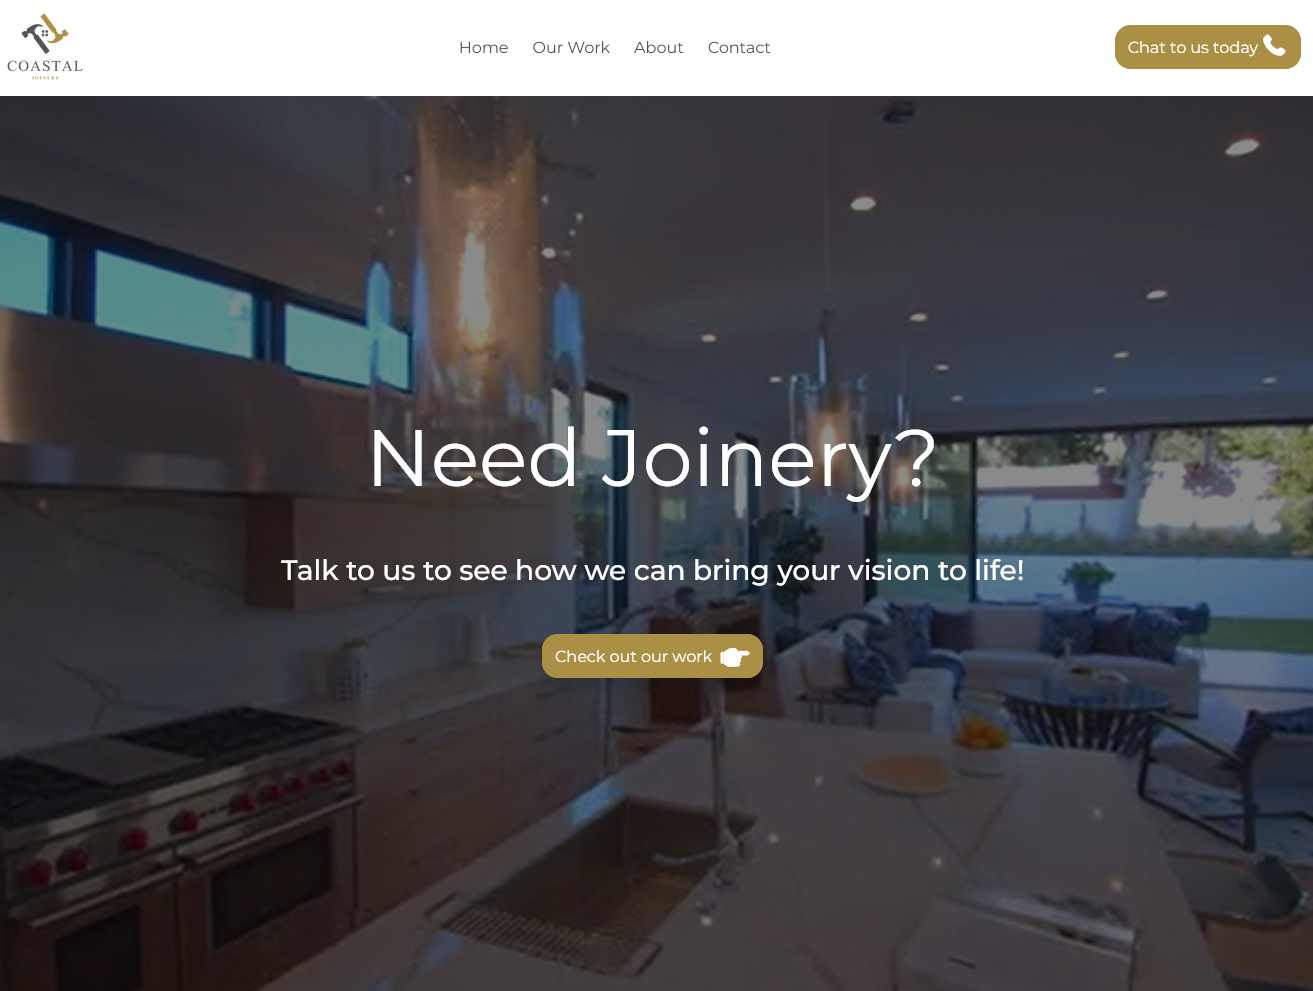 COASTAL
JOINERY
Home
Our Work
About
Contact
Chat to us today
Need Joinery?
Talk to us to see how we can bring your vision to life!
Check out our work